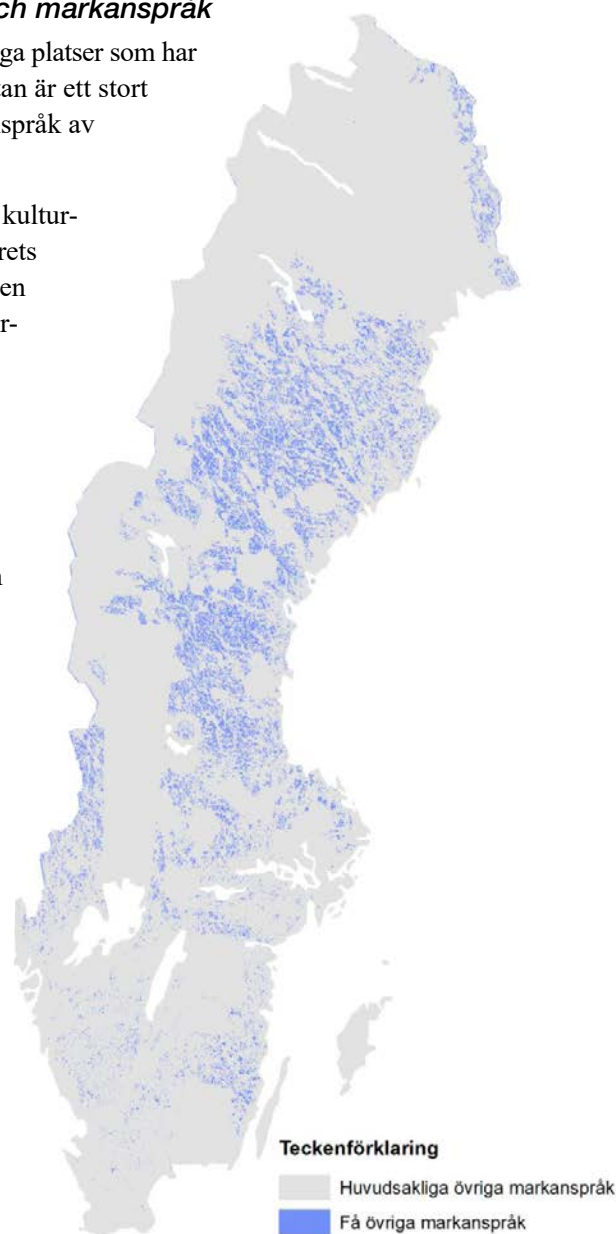 ch markanspråk
ga platser som har
tan är ett stort
språk av
kultur-
rets
en
r-
Teckenförklaring
Huvudsakliga övriga markanspråk
Få övriga markanspråk